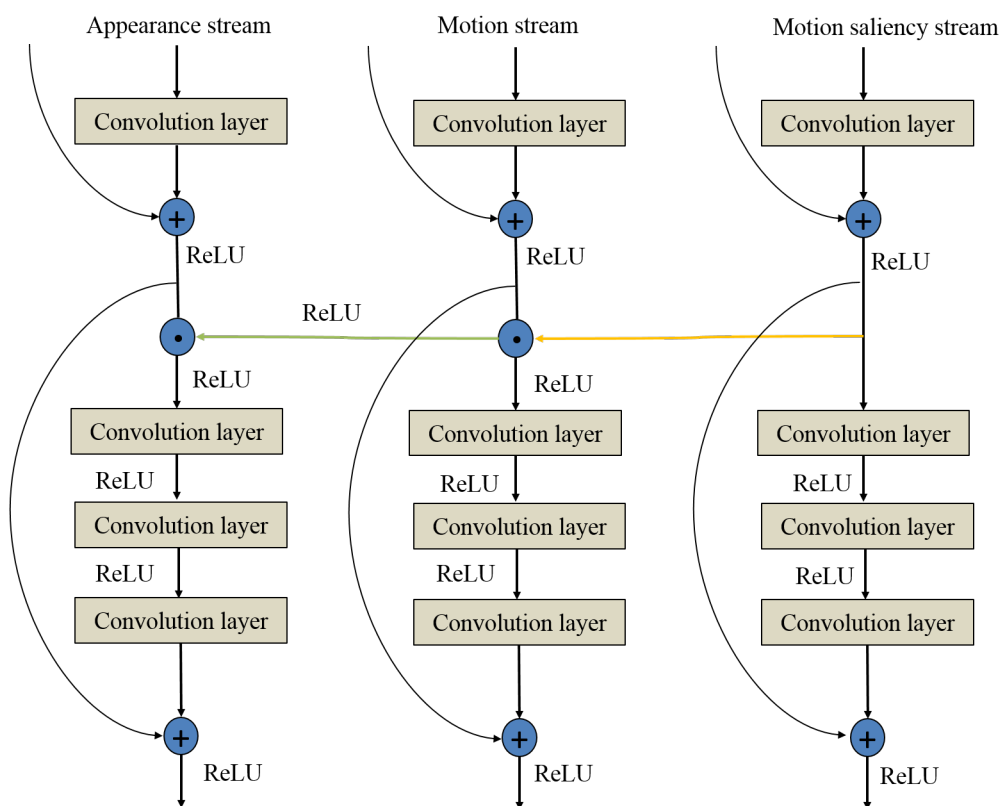 Appearance stream
Motion stream
Motion saliency stream
Convolution layer
Convolution layer
Convolution layer
+
+
+
ReLU
ReLU
ReLU
ReLU
ReLU
ReLU
Convolution layer
Convolution layer
Convolution layer
ReLU
ReLU
ReLU
Convolution layer
Convolution layer
Convolution layer
ReLU
ReLU
ReLU
Convolution layer
Convolution layer
Convolution layer
+
+
+
ReLU
ReLU
ReLU